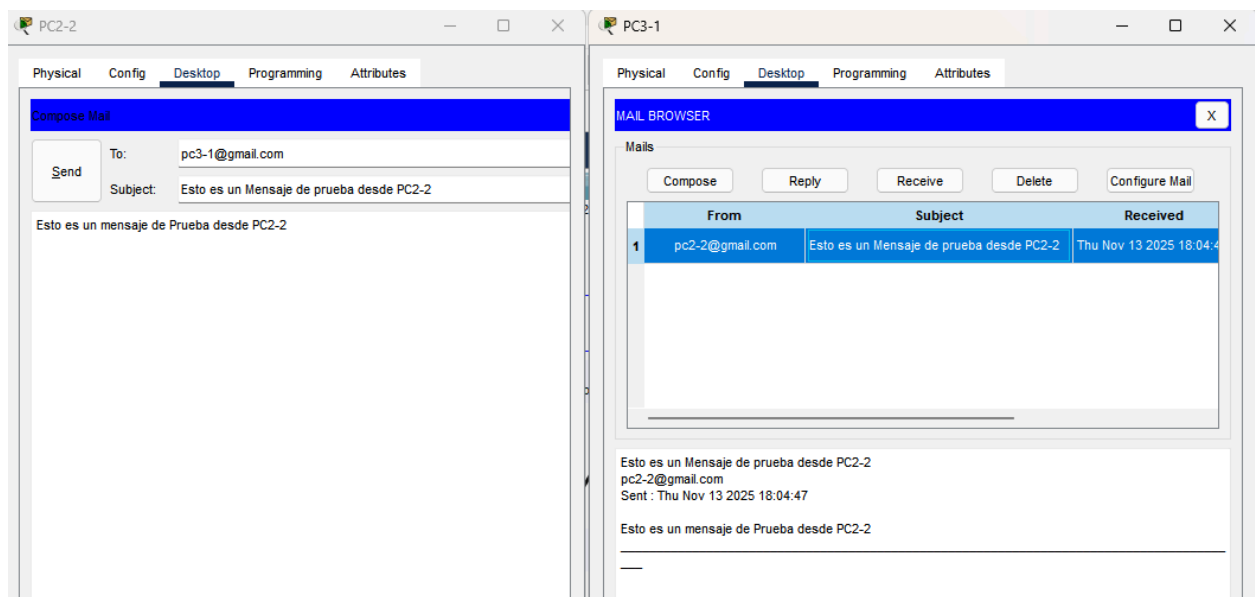 PC2-2
Physical Config Desktop Programming Attributes
Compose Mail
Send
To: pc3-1@gmail.com
Subject: Esto es un Mensaje de prueba desde PC2-2
Esto es un mensaje de Prueba desde PC2-2
PC3-1
Physical Config Desktop Programming Attributes
MAIL BROWSER X
Mails
Compose Reply Receive Delete Configure Mail
From Subject Received
1 pc2-2@gmail.com Esto es un Mensaje de prueba desde PC2-2 Thu Nov 13 2025 18:04:4
Esto es un Mensaje de prueba desde PC2-2
pc2-2@gmail.com
Sent : Thu Nov 13 2025 18:04:47
Esto es un mensaje de Prueba desde PC2-2